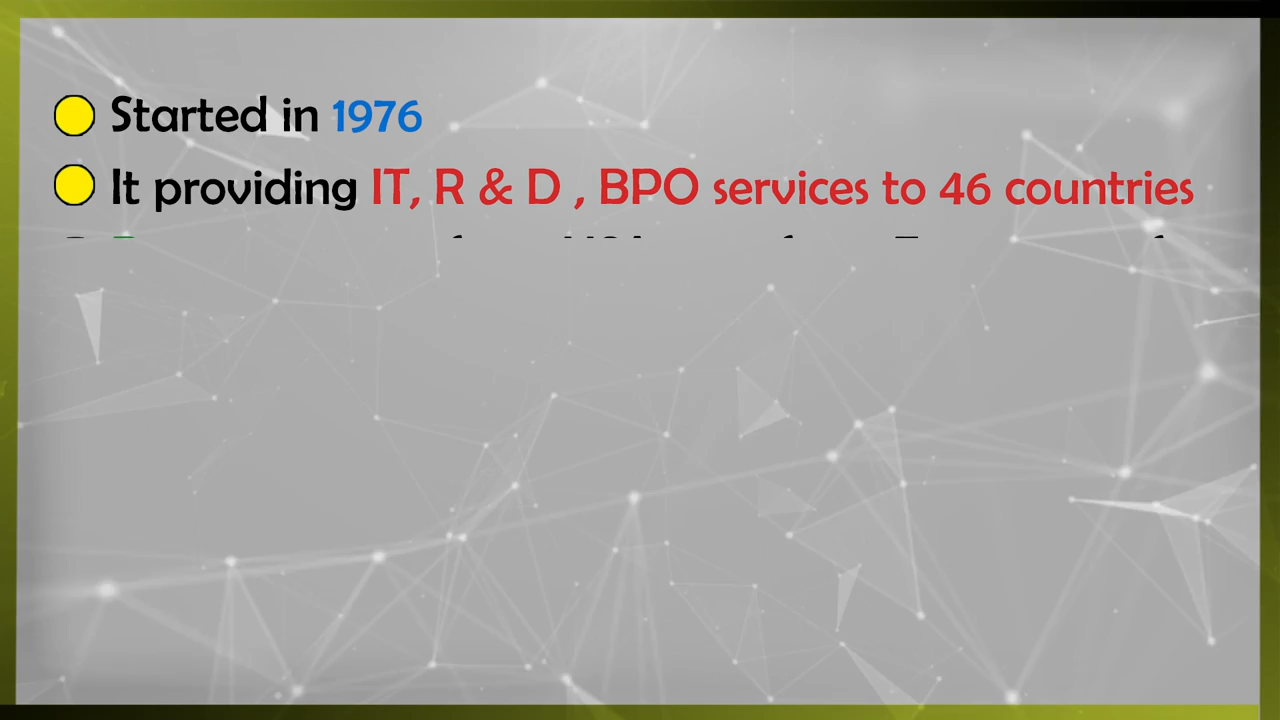 Started in 1976
It providing IT, R & D , BPO services to 46 countries